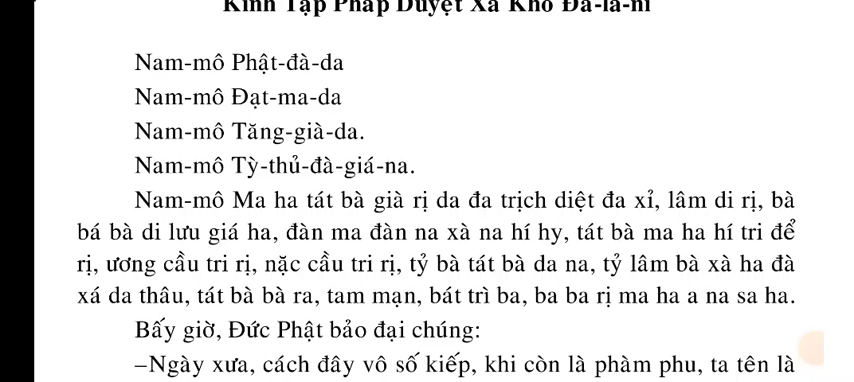 Kinh Tạp Pháp Duyệt Xá Khổ Đà-la-ni
Nam-mô Phật-đà-da
Nam-mô Đạt-ma-da
Nam-mô Tăng-già-da.
Nam-mô Tỳ-thủ-đà-giá-na.
Nam-mô Ma ha tát bà già rị da đa trịch diệt đa xỉ, lâm di rị, bà
bá bà di lưu giá ha, đàn ma đàn na xà na hí hy, tát bà ma ha hí tri để
rị, ương cầu tri rị, nặc cầu tri rị, tỷ bà tát bà da na, tỷ lâm bà xà ha đà
xá da thâu, tát bà bà ra, tam mạn, bát trì ba, ba ba rị ma ha a na sa ha.
Bấy giờ, Đức Phật bảo đại chúng:
–Ngày xưa, cách đây vô số kiếp, khi còn là phàm phu, ta tên là